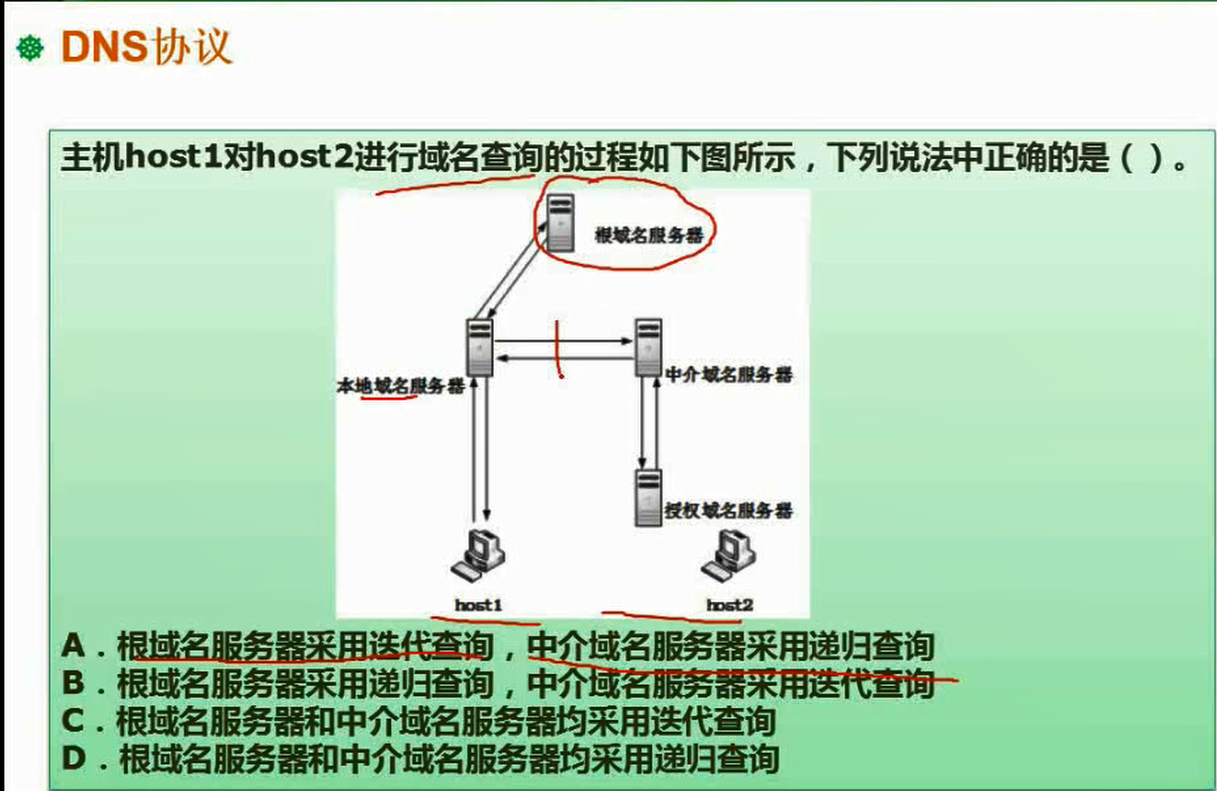 DNS协议
主机host1对host2进行域名查询的过程如下图所示，下列说法中正确的是（ ）。
根域名服务器
本地域名服务器
中介域名服务器
授权域名服务器
host1
host2
A．根域名服务器采用迭代查询，中介域名服务器采用递归查询
B．根域名服务器采用递归查询，中介域名服务器采用迭代查询
C．根域名服务器和中介域名服务器均采用迭代查询
D．根域名服务器和中介域名服务器均采用递归查询